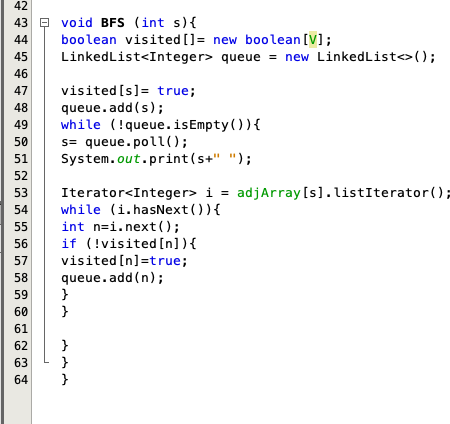 42
43 void BFS (int s){
44 boolean visited[]= new boolean[V];
45 LinkedList<Integer> queue = new LinkedList<>();
46
47 visited[s]= true;
48 queue.add(s);
49 while (!queue.isEmpty()){
50 s= queue.poll();
51 System.out.print(s+" ");
52
53 Iterator<Integer> i = adjArray[s].listIterator();
54 while (i.hasNext()){
55 int n=i.next();
56 if (!visited[n]){
57 visited[n]=true;
58 queue.add(n);
59 }
60 }
61
62 }
63 }
64 }